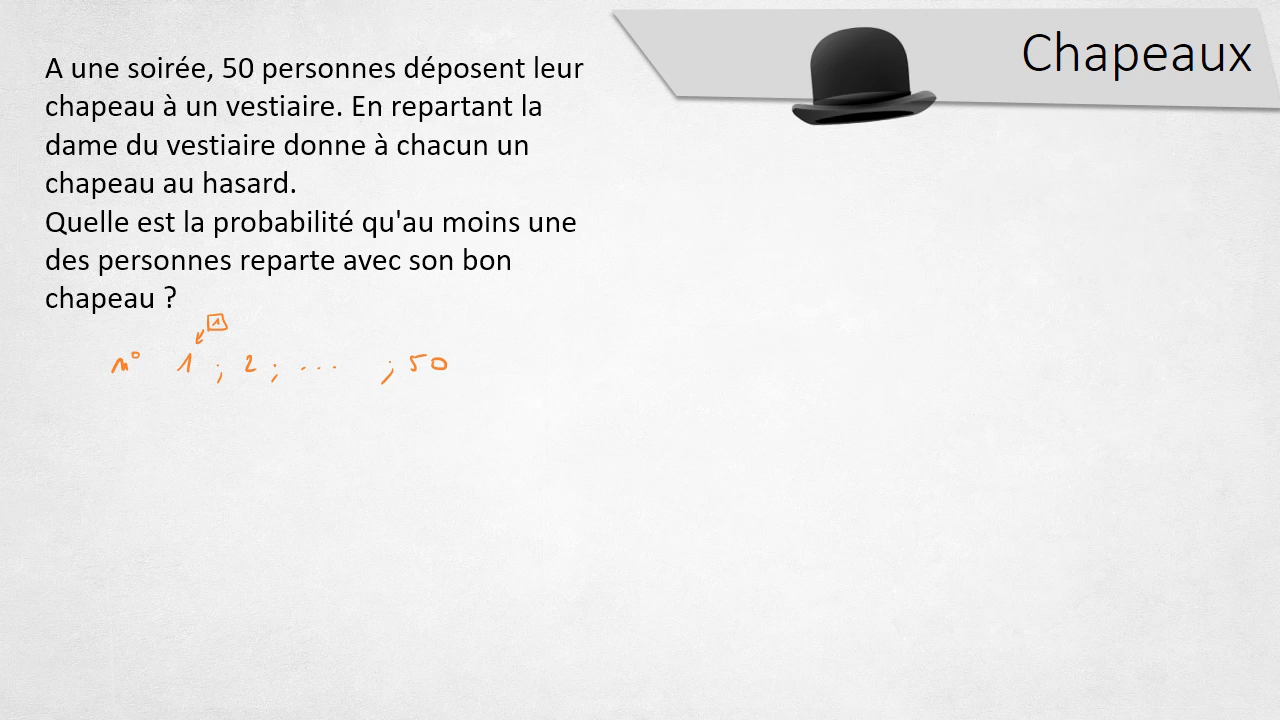 Chapeaux
A une soirée, 50 personnes déposent leur
chapeau à un vestiaire. En repartant la
dame du vestiaire donne à chacun un
chapeau au hasard.
Quelle est la probabilité qu'au moins une
des personnes reparte avec son bon
chapeau ?
1
n° 1 ; 2 ; ... ; 50